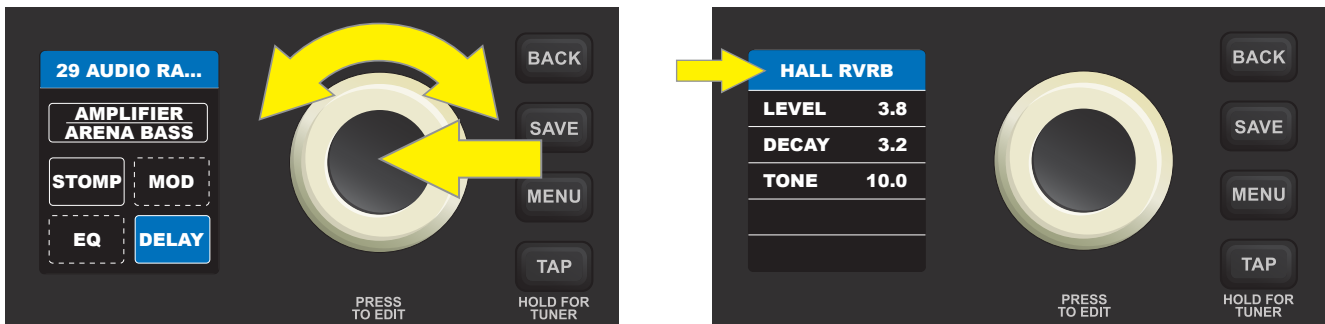 29 AUDIO RA...
AMPLIFIER
ARENA BASS
STOMP
MOD
EQ
DELAY
BACK
SAVE
MENU
TAP
PRESS
TO EDIT
HOLD FOR
TUNER
HALL RVRB
LEVEL 3.8
DECAY 3.2
TONE 10.0
BACK
SAVE
MENU
TAP
PRESS
TO EDIT
HOLD FOR
TUNER